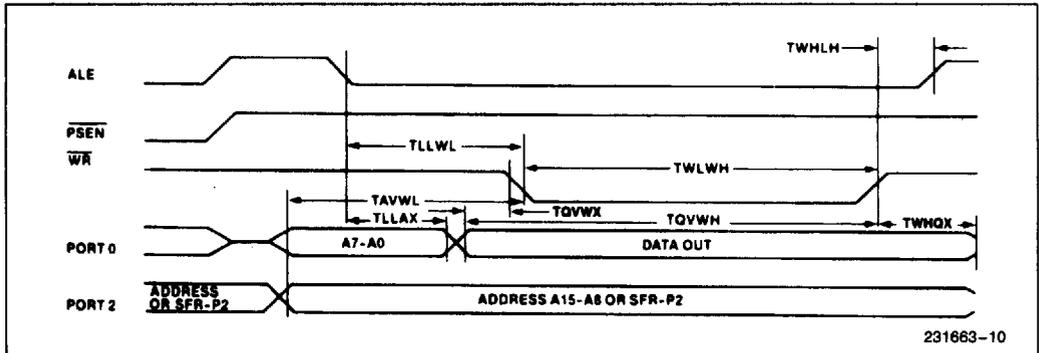 TWHLH
ALE
PSEN
TLLWL
WR
TWLWH
TAVWL
TQVWX
TLLAX
TQVWH
TWHQX
PORT 0
A7-A0
DATA OUT
ADDRESS
OR SFR-P2
PORT 2
ADDRESS A15-A8 OR SFR-P2
231663-10